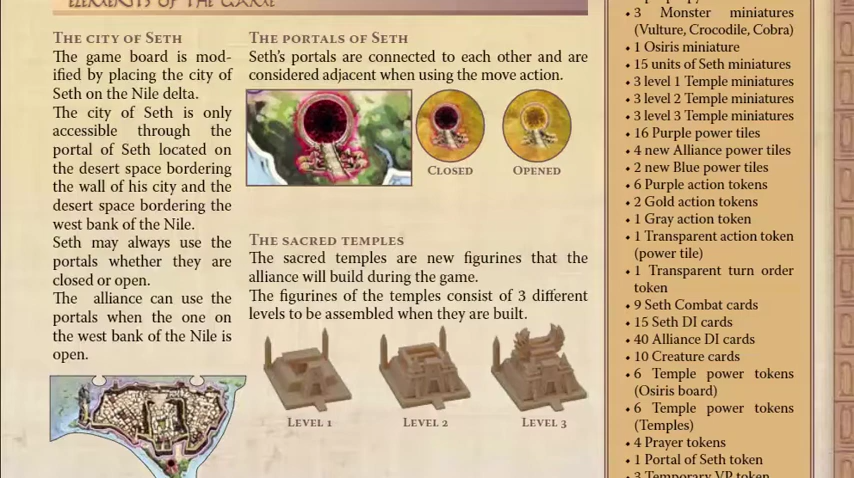 ELEMENTS OF THE GAME
THE CITY OF SETH
The game board is mod-
ified by placing the city of
Seth on the Nile delta.
The city of Seth is only
accessible through the
portal of Seth located on
the desert space bordering
the wall of his city and the
desert space bordering the
west bank of the Nile.
Seth may always use the
portals whether they are
closed or open.
The alliance can use the
portals when the one on
the west bank of the Nile is
open.
THE PORTALS OF SETH
Seth's portals are connected to each other and are
considered adjacent when using the move action.
CLOSED
OPENED
THE SACRED TEMPLES
The sacred temples are new figurines that the
alliance will build during the game.
The figurines of the temples consist of 3 different
levels to be assembled when they are built.
LEVEL 1
LEVEL 2
LEVEL 3
• 3 Monster miniatures
(Vulture, Crocodile, Cobra)
• 1 Osiris miniature
• 15 units of Seth miniatures
• 3 level 1 Temple miniatures
• 3 level 2 Temple miniatures
• 3 level 3 Temple miniatures
• 16 Purple power tiles
• 4 new Alliance power tiles
• 2 new Blue power tiles
• 6 Purple action tokens
• 2 Gold action tokens
• 1 Gray action token
• 1 Transparent action token
(power tile)
• 1 Transparent turn order
token
• 9 Seth Combat cards
• 15 Seth DI cards
• 40 Alliance DI cards
• 10 Creature cards
• 6 Temple power tokens
(Osiris board)
• 6 Temple power tokens
(Temples)
• 4 Prayer tokens
• 1 Portal of Seth token
• 3 Temporary VP token